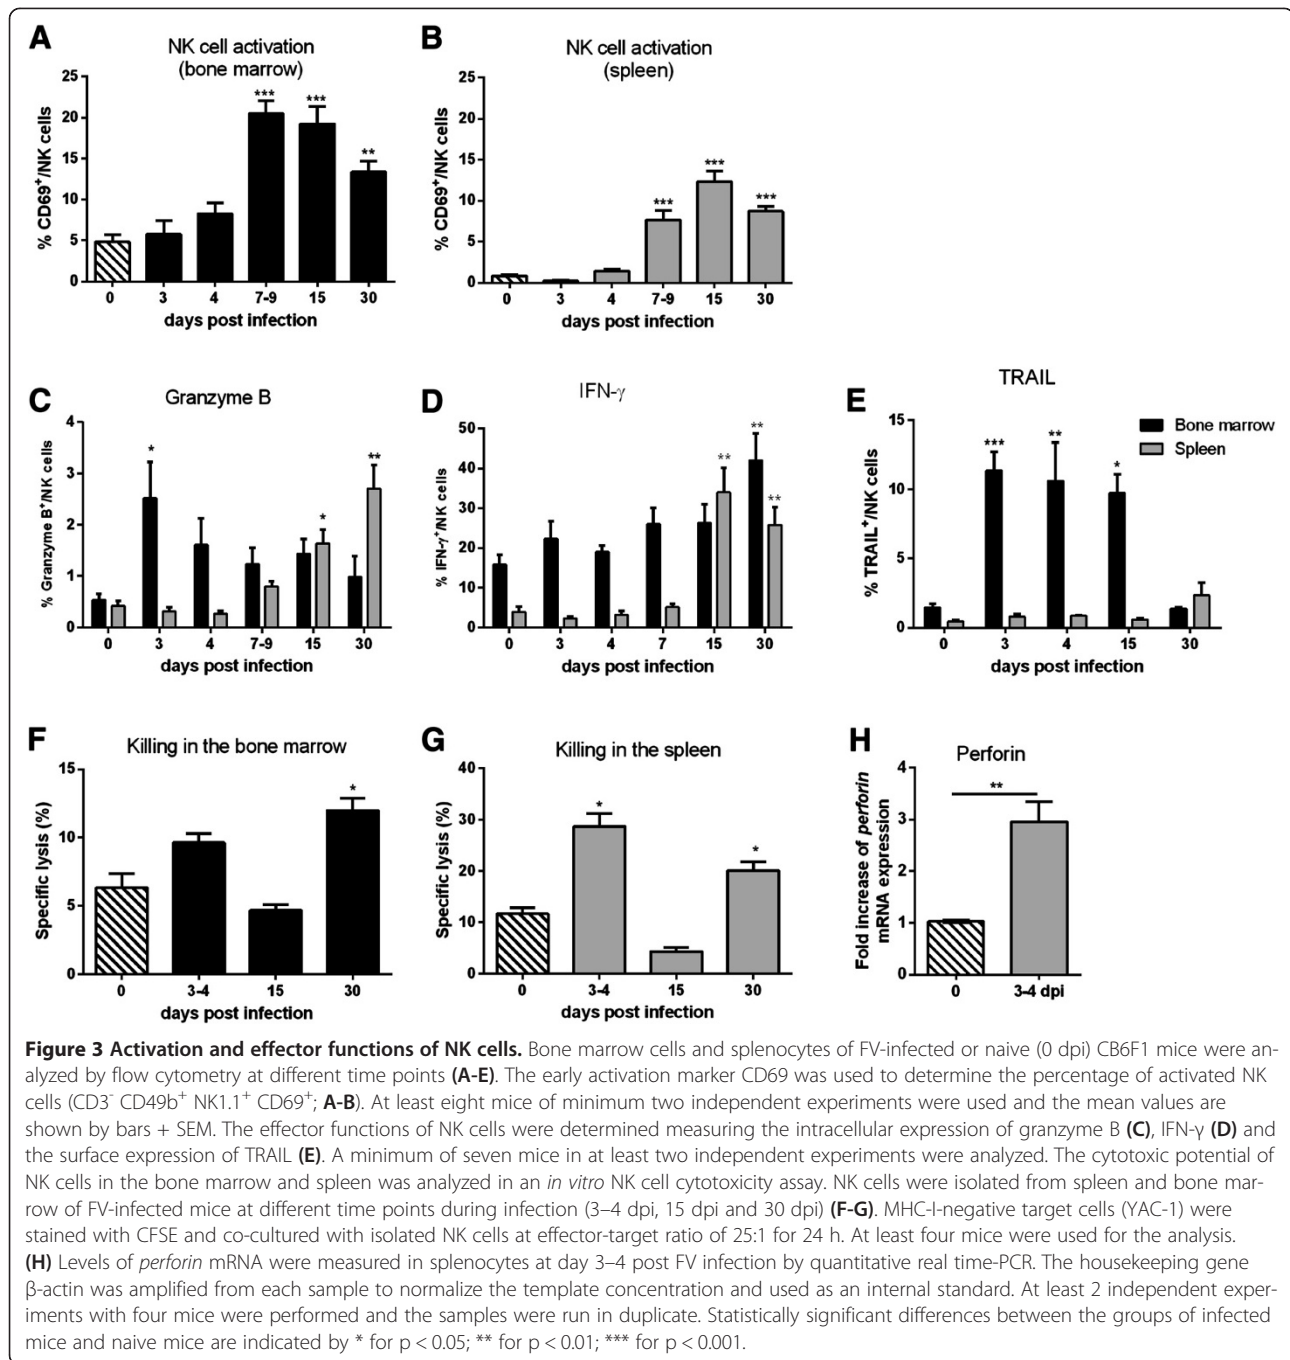 A
NK cell activation
(bone marrow)
25
20
15
10
5
0
% CD69⁺/NK cells
***
***
**
0 3 4 7-9 15 30
days post infection
B
NK cell activation
(spleen)
25
20
15
10
5
0
% CD69⁺/NK cells
***
***
***
0 3 4 7-9 15 30
days post infection
C
Granzyme B
4
3
2
1
0
% Granzyme B⁺/NK cells
*
*
**
0 3 4 7-9 15 30
days post infection
D
IFN-γ
50
40
30
20
10
0
% IFN-γ⁺/NK cells
**
**
**
0 3 4 7 15 30
days post infection
E
TRAIL
15
10
5
0
% TRAIL⁺/NK cells
***
**
*
Bone marrow
Spleen
0 3 4 15 30
days post infection
F
Killing in the bone marrow
15
10
5
0
Specific lysis (%)
*
0 3-4 15 30
days post infection
G
Killing in the spleen
40
30
20
10
0
Specific lysis (%)
*
*
0 3-4 15 30
days post infection
H
Perforin
4
3
2
1
0
Fold increase of perforin
mRNA expression
**
0 3-4 dpi
Figure 3 Activation and effector functions of NK cells. Bone marrow cells and splenocytes of FV-infected or naive (0 dpi) CB6F1 mice were an-
alyzed by flow cytometry at different time points (A-E). The early activation marker CD69 was used to determine the percentage of activated NK
cells (CD3⁻ CD49b⁺ NK1.1⁺ CD69⁺; A-B). At least eight mice of minimum two independent experiments were used and the mean values are
shown by bars + SEM. The effector functions of NK cells were determined measuring the intracellular expression of granzyme B (C), IFN-γ (D) and
the surface expression of TRAIL (E). A minimum of seven mice in at least two independent experiments were analyzed. The cytotoxic potential of
NK cells in the bone marrow and spleen was analyzed in an in vitro NK cell cytotoxicity assay. NK cells were isolated from spleen and bone mar-
row of FV-infected mice at different time points during infection (3–4 dpi, 15 dpi and 30 dpi) (F-G). MHC-I-negative target cells (YAC-1) were
stained with CFSE and co-cultured with isolated NK cells at effector-target ratio of 25:1 for 24 h. At least four mice were used for the analysis.
(H) Levels of perforin mRNA were measured in splenocytes at day 3–4 post FV infection by quantitative real time-PCR. The housekeeping gene
β-actin was amplified from each sample to normalize the template concentration and used as an internal standard. At least 2 independent exper-
iments with four mice were performed and the samples were run in duplicate. Statistically significant differences between the groups of infected
mice and naive mice are indicated by * for p < 0.05; ** for p < 0.01; *** for p < 0.001.